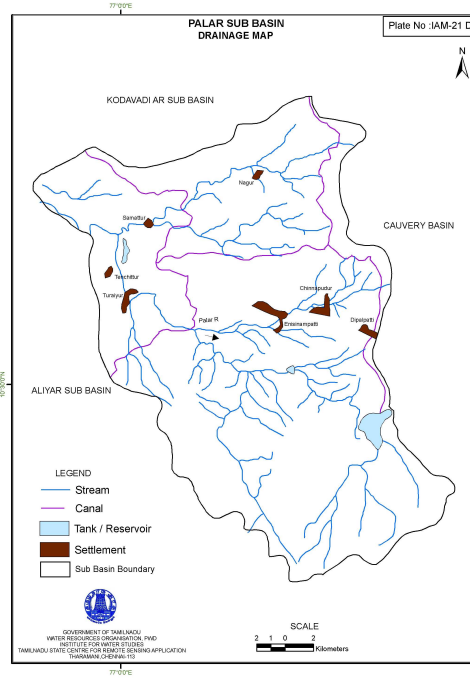 77°0'0"E
PALAR SUB BASIN
DRAINAGE MAP
Plate No :IAM-21 D
N
KODAVADI AR SUB BASIN
Nagur
Samattur
CAUVERY BASIN
Chinnapudur
Turaiyur
Palar R
Dipalpatti
10°30'0"N
ALIYAR SUB BASIN
LEGEND
Stream
Canal
Tank / Reservoir
Settlement
Sub Basin Boundary
GOVERNMENT OF TAMILNADU
WATER RESOURCES ORGANISATION, PWD
INSTITUTE FOR WATER STUDIES
TAMILNADU STATE CENTRE FOR REMOTE SENSING APPLICATION
THARAMANI,CHENNAI-113
SCALE
2 1 0 2
Kilometers
77°0'0"E